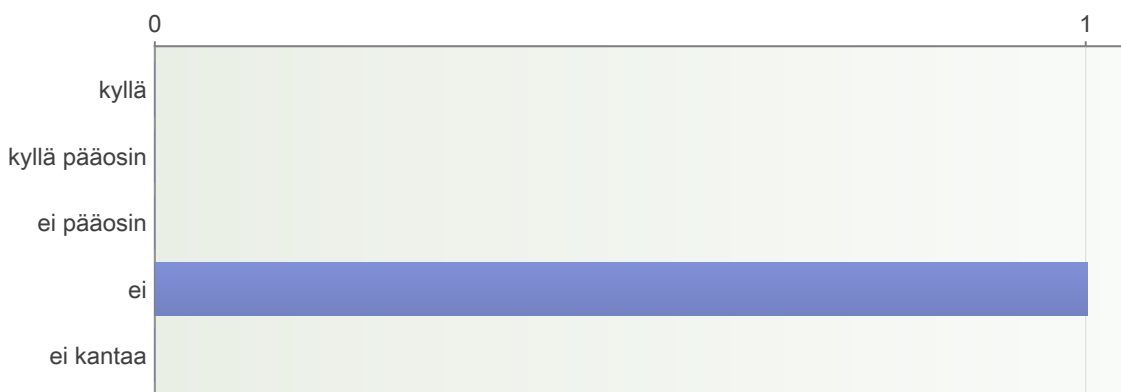 0 1
kyllä
kyllä pääosin
ei pääosin
ei
ei kantaa